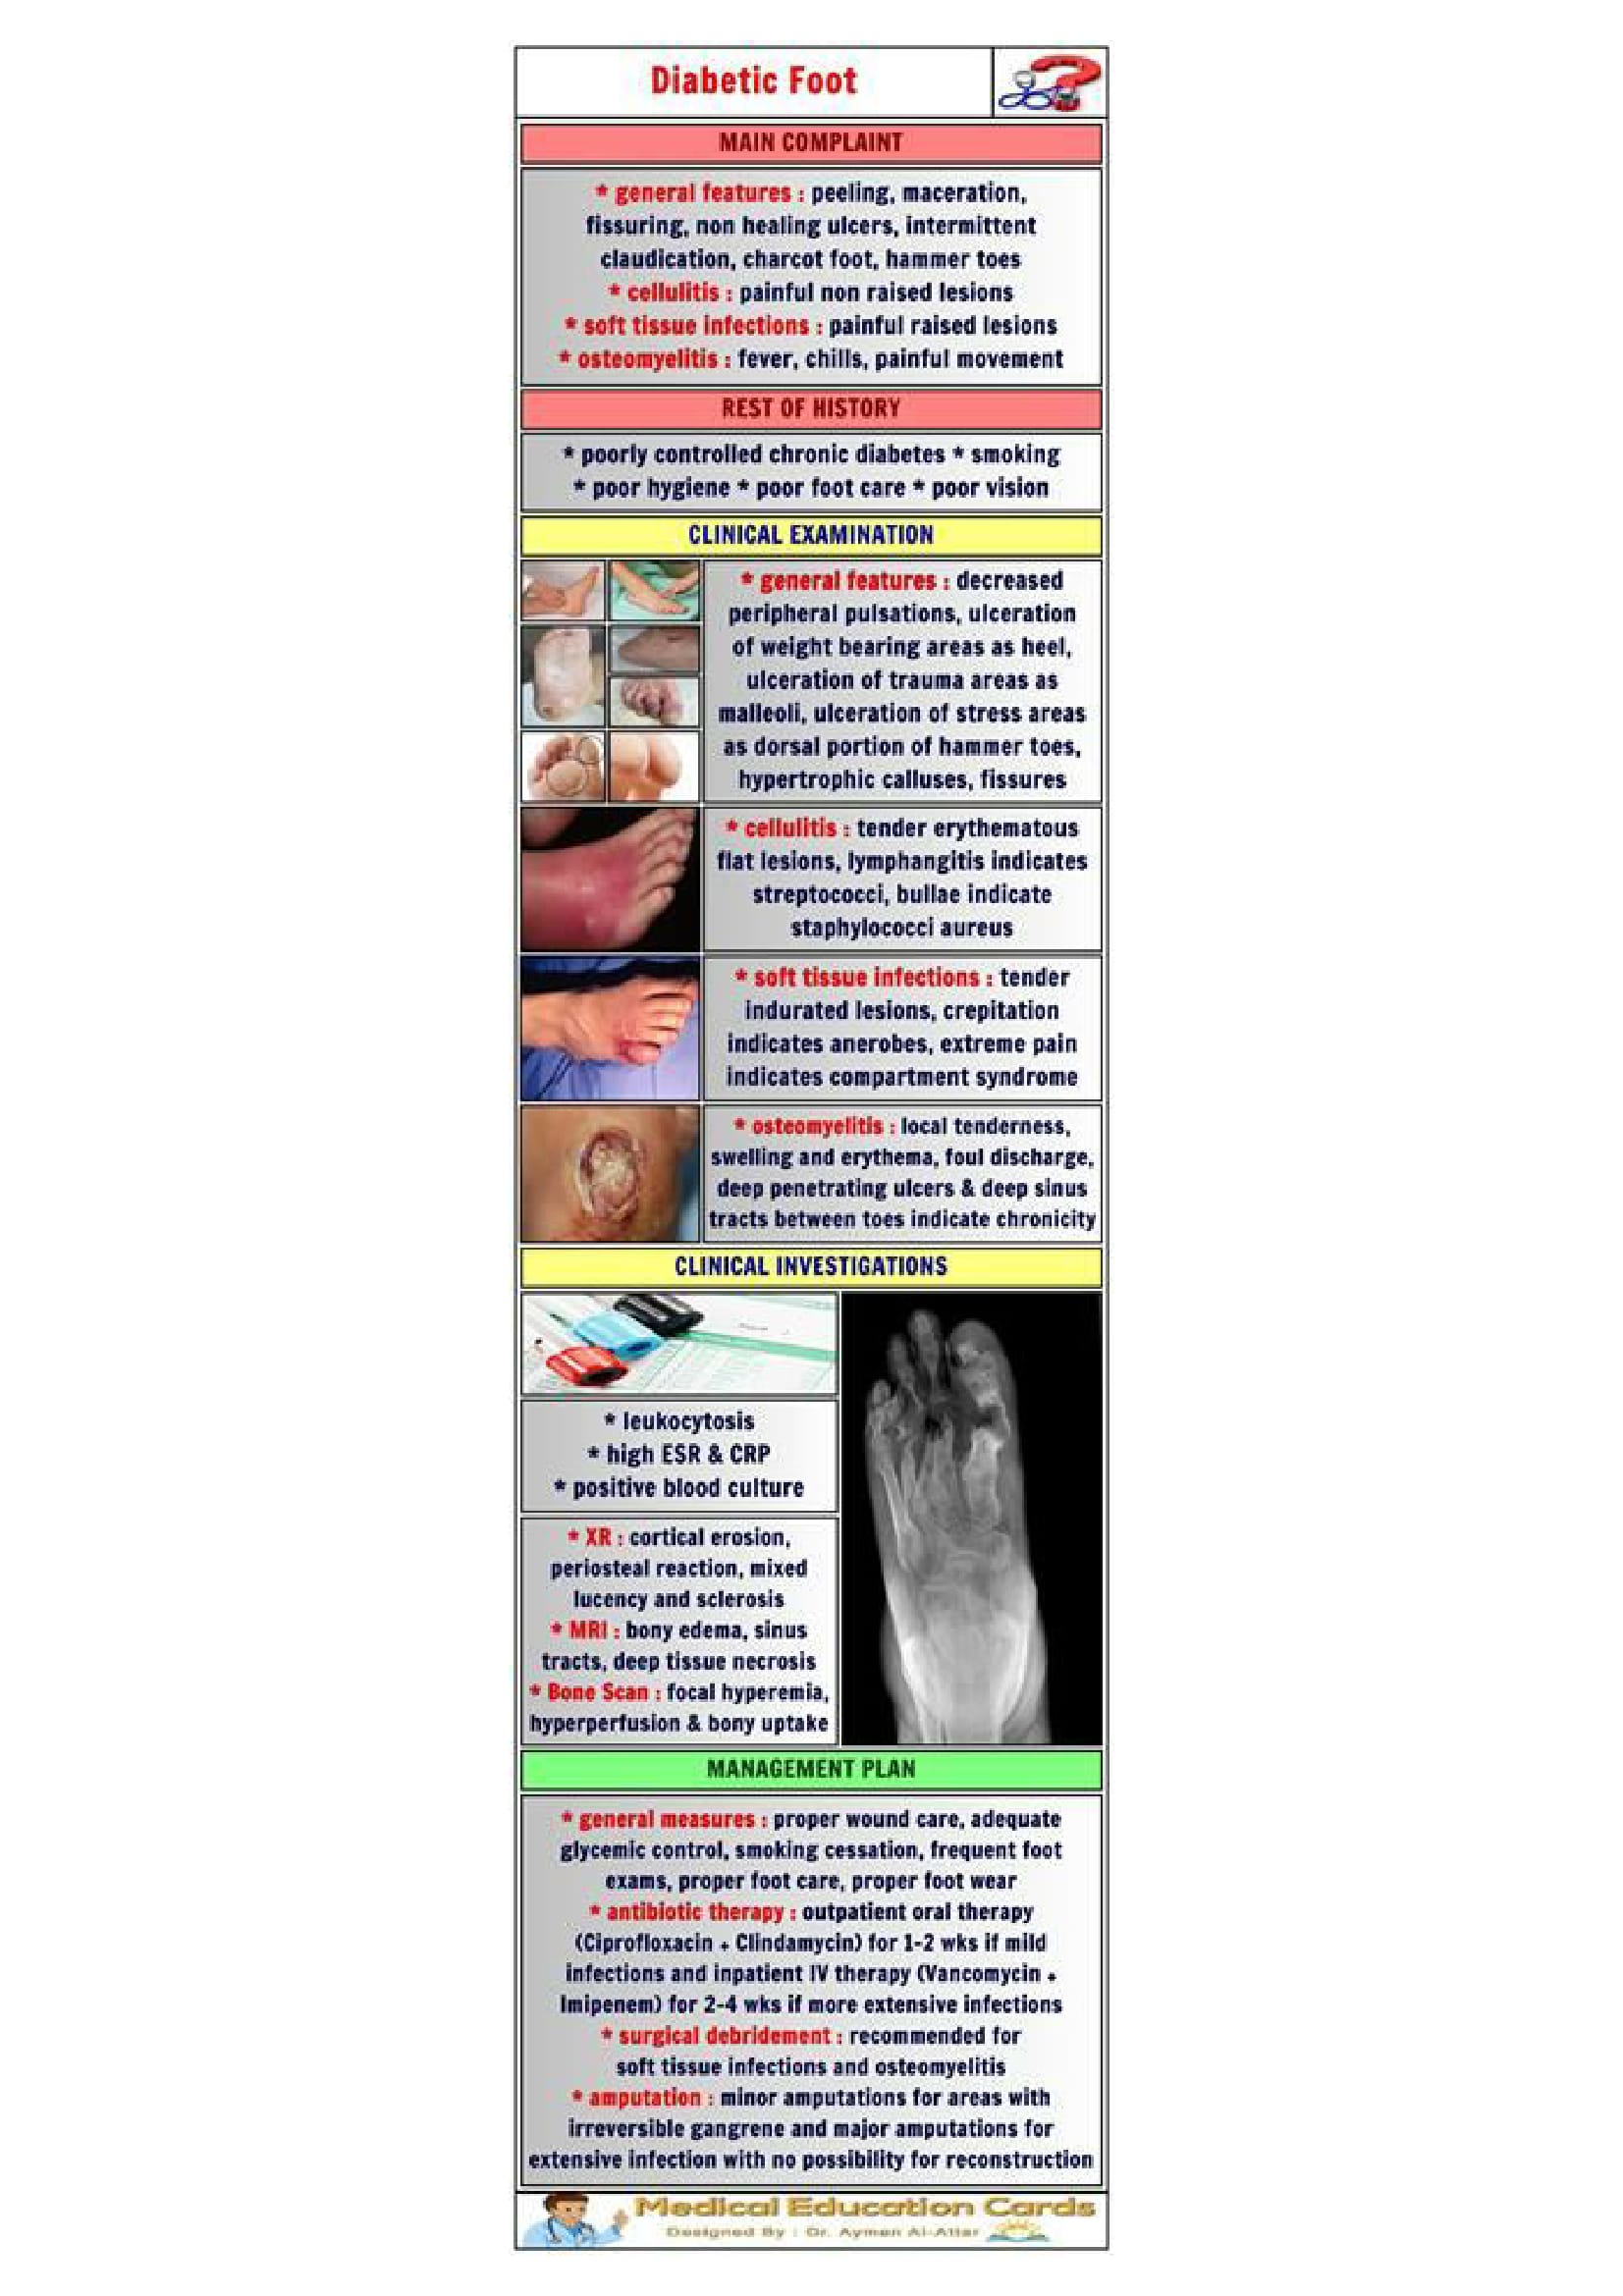 Diabetic Foot
MAIN COMPLAINT
* general features : peeling, maceration,
fissuring, non healing ulcers, intermittent
claudication, charcot foot, hammer toes
* cellulitis : painful non raised lesions
* soft tissue infections : painful raised lesions
* osteomyelitis : fever, chills, painful movement
REST OF HISTORY
* poorly controlled chronic diabetes * smoking
* poor hygiene * poor foot care * poor vision
CLINICAL EXAMINATION
* general features : decreased
peripheral pulsations, ulceration
of weight bearing areas as heel,
ulceration of trauma areas as
malleoli, ulceration of stress areas
as dorsal portion of hammer toes,
hypertrophic calluses, fissures
* cellulitis : tender erythematous
flat lesions, lymphangitis indicates
streptococci, bullae indicate
staphylococci aureus
* soft tissue infections : tender
indurated lesions, crepitation
indicates anerobes, extreme pain
indicates compartment syndrome
* osteomyelitis : local tenderness,
swelling and erythema, foul discharge,
deep penetrating ulcers & deep sinus
tracts between toes indicate chronicity
CLINICAL INVESTIGATIONS
* leukocytosis
* high ESR & CRP
* positive blood culture
* XR : cortical erosion,
periosteal reaction, mixed
lucency and sclerosis
* MRI : bony edema, sinus
tracts, deep tissue necrosis
* Bone Scan : focal hyperemia,
hyperperfusion & bony uptake
MANAGEMENT PLAN
* general measures : proper wound care, adequate
glycemic control, smoking cessation, frequent foot
exams, proper foot care, proper foot wear
* antibiotic therapy : outpatient oral therapy
(Ciprofloxacin + Clindamycin) for 1-2 wks if mild
infections and inpatient IV therapy (Vancomycin +
Imipenem) for 2-4 wks if more extensive infections
* surgical debridement : recommended for
soft tissue infections and osteomyelitis
* amputation : minor amputations for areas with
irreversible gangrene and major amputations for
extensive infection with no possibility for reconstruction
Medical Education Cards
Designed By : Dr. Aymen Al-Attar